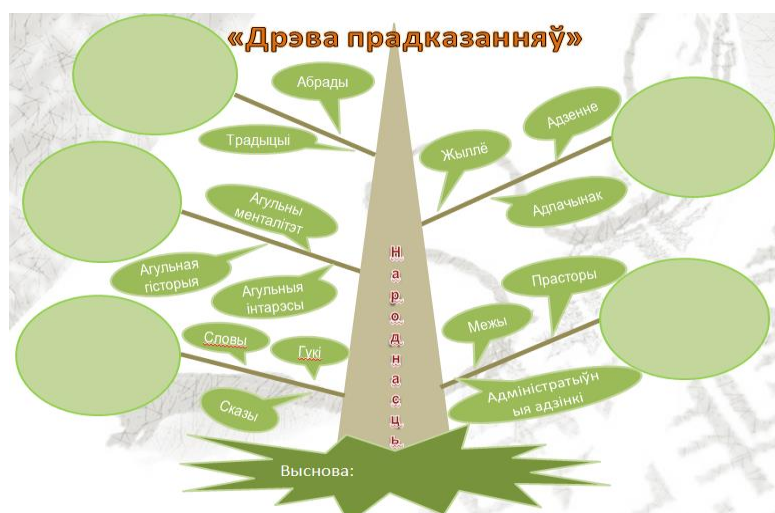 «Дрэва прадказанняў»
Абрады
Традыцыі
Жыллё
Адзенне
Адпачынак
Агульны
менталітэт
Агульная
гісторыя
Агульныя
інтарэсы
Прасторы
Межы
Адміністратыўн
ыя адзінкі
Словы
Гукі
Сказы
Народнасць
Выснова: